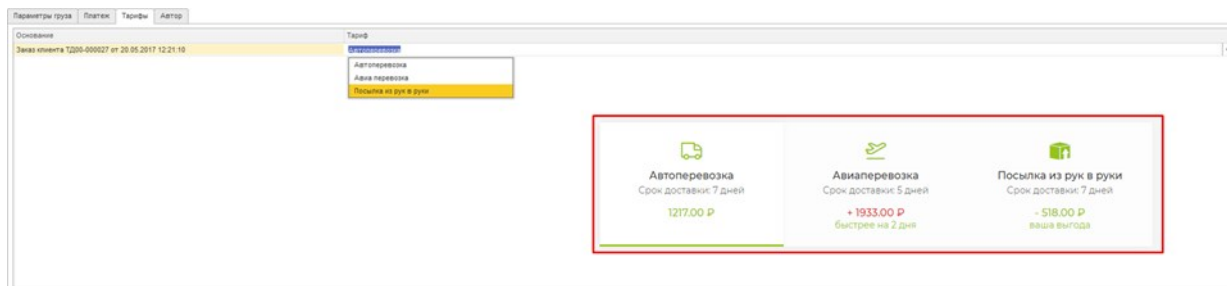 Параметры груза Платеж Тарифы Автор
Основание Тариф
Заказ клиента ТД00-000027 от 20.05.2017 12:21:10 Автоперевозка
Автоперевозка
Авиа перевозка
Посылка из рук в руки
Автоперевозка Авиаперевозка Посылка из рук в руки
Срок доставки: 7 дней Срок доставки: 5 дней Срок доставки: 7 дней
1217.00 ₽ + 1933.00 ₽ - 518.00 ₽
быстрее на 2 дня ваша выгода